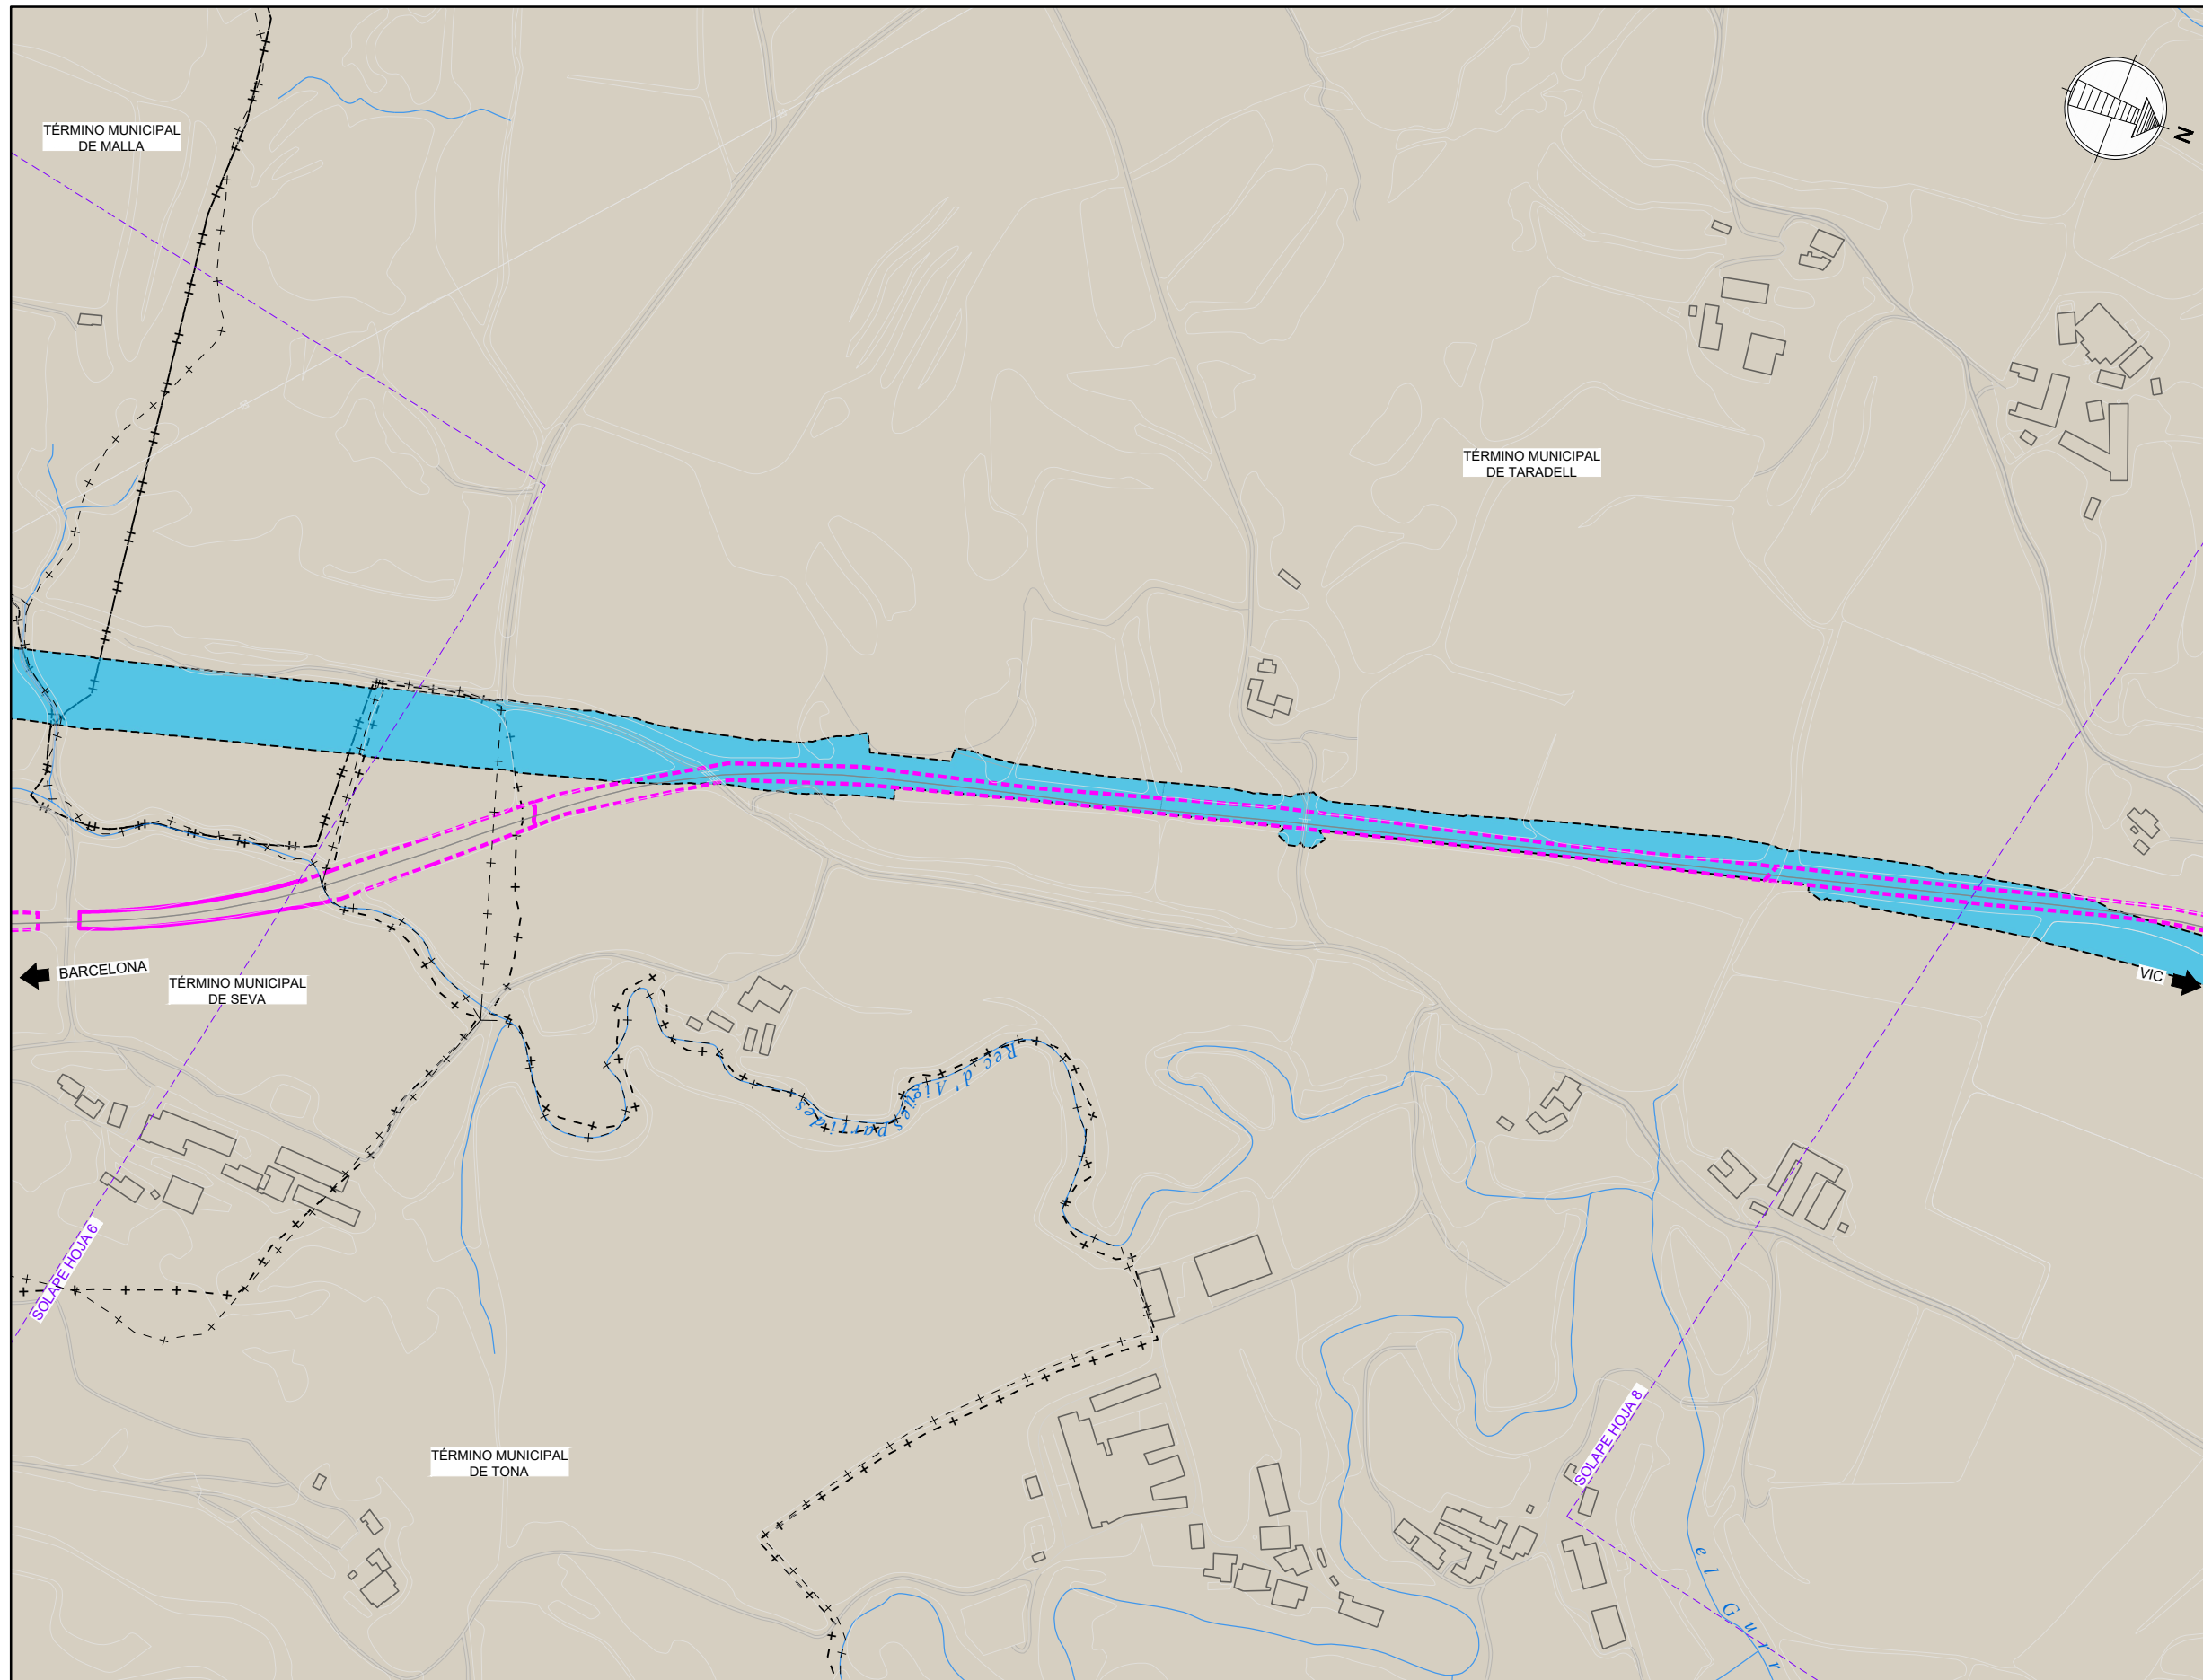 TÉRMINO MUNICIPAL
DE MALLA
N
TÉRMINO MUNICIPAL
DE TARADELL
BARCELONA
VIC
TÉRMINO MUNICIPAL
DE SEVA
Rec d'Aigües partides
SOLAPE HOJA 6
SOLAPE HOJA 8
TÉRMINO MUNICIPAL
DE TONA
el Gurr